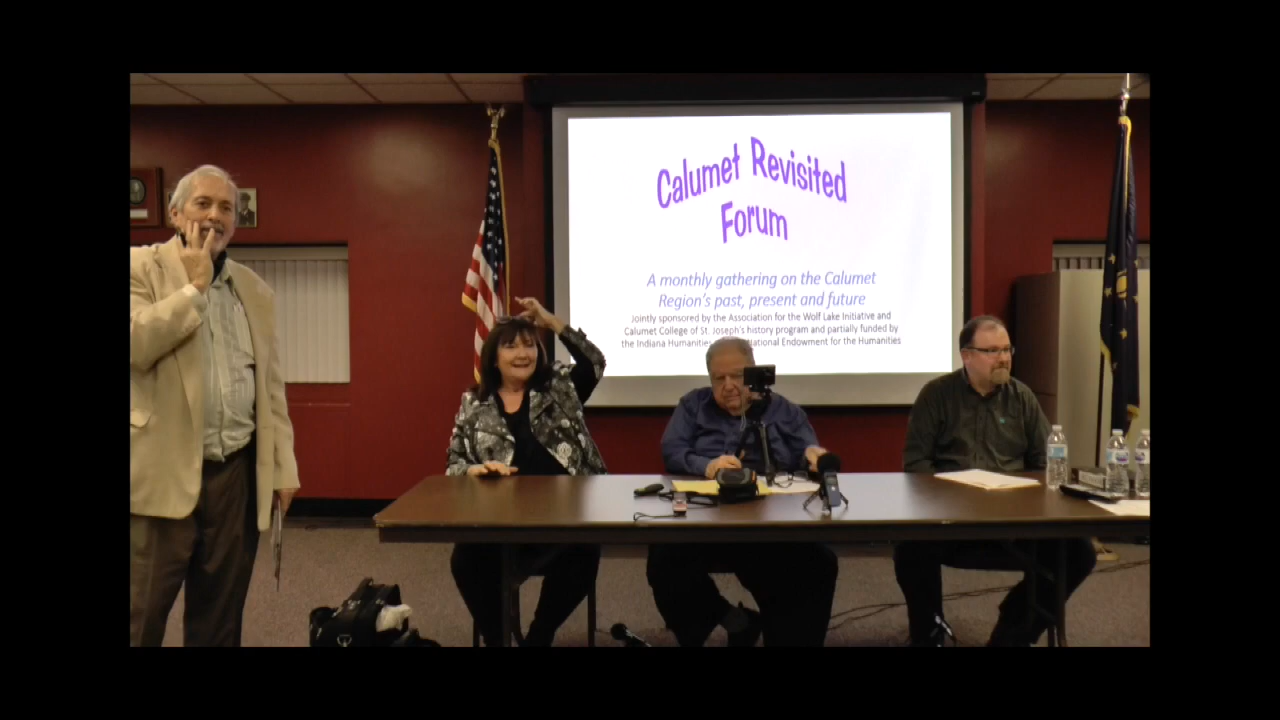 Calumet Revisited
Forum
A monthly gathering on the Calumet
Region's past, present and future
Jointly sponsored by the Association for the Wolf Lake Initiative and
Calumet College of St. Joseph's history program and partially funded by
the Indiana Humanities National Endowment for the Humanities